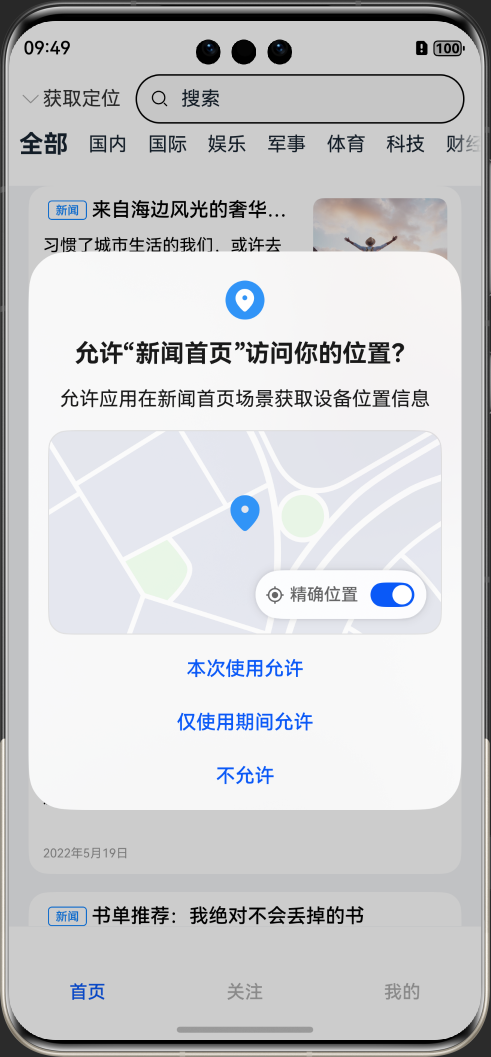 09:49
100
获取定位
搜索
全部 国内 国际 娱乐 军事 体育 科技 财经
新闻 来自海边风光的奢华...
习惯了城市生活的我们，或许去
允许“新闻首页”访问你的位置？
允许应用在新闻首页场景获取设备位置信息
精确位置
本次使用允许
仅使用期间允许
不允许
2022年5月19日
新闻 书单推荐：我绝对不会丢掉的书
首页 关注 我的